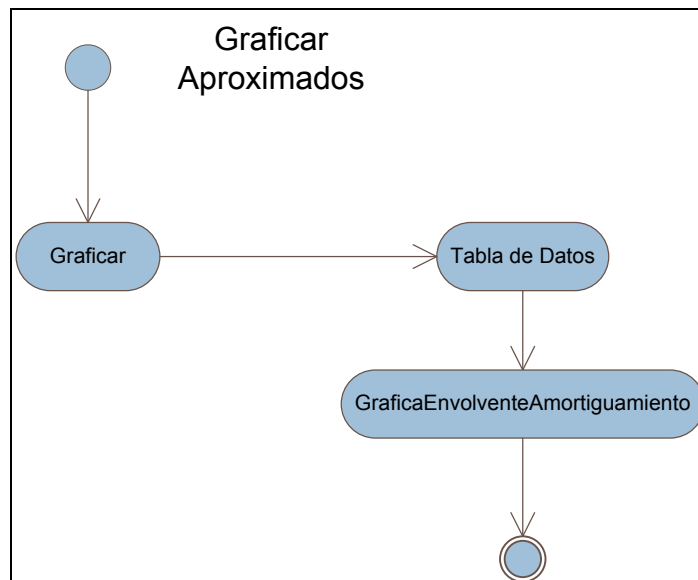 Graficar
Aproximados
Graficar
Tabla de Datos
GraficaEnvolventeAmortiguamiento